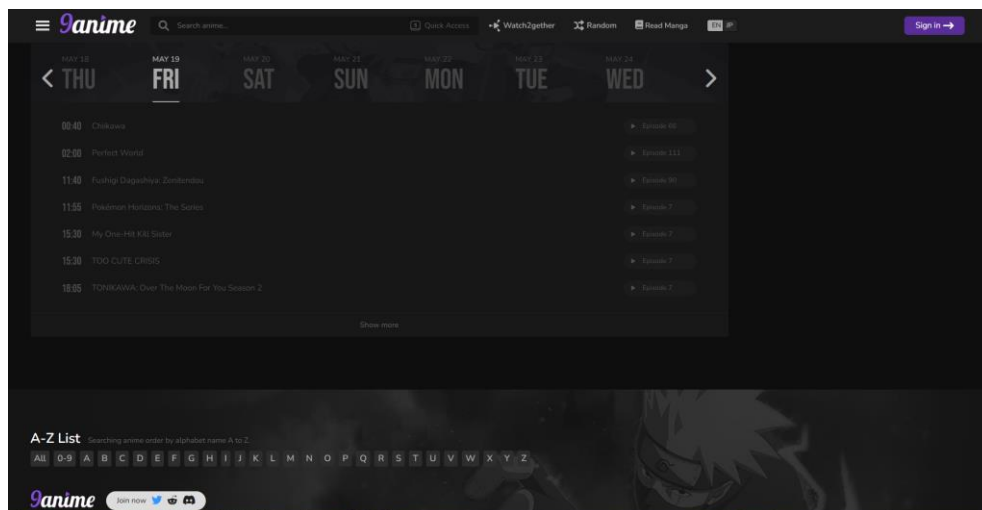 9anime Search anime... Quick Access Watch2gether Random Read Manga EN JP Sign in
MAY 18 MAY 19 MAY 20 MAY 21 MAY 22 MAY 23 MAY 24
THU FRI SAT SUN MON TUE WED
00:40 Chiikawa Episode
02:00 Perfect World Episode 112
11:40 Fushigi Dagashiya: Zenitendou Episode
11:55 Pokémon Horizons: The Series Episode 7
15:30 My One-Hit Kill Sister Episode 7
15:30 TOO CUTE CRISIS Episode 7
18:05 TONIKAWA: Over The Moon For You Season 2 Episode 7
Show more
A-Z List Searching anime order by alphabet name A to Z.
All 0-9 A B C D E F G H I J K L M N O P Q R S T U V W X Y Z
9anime Join now